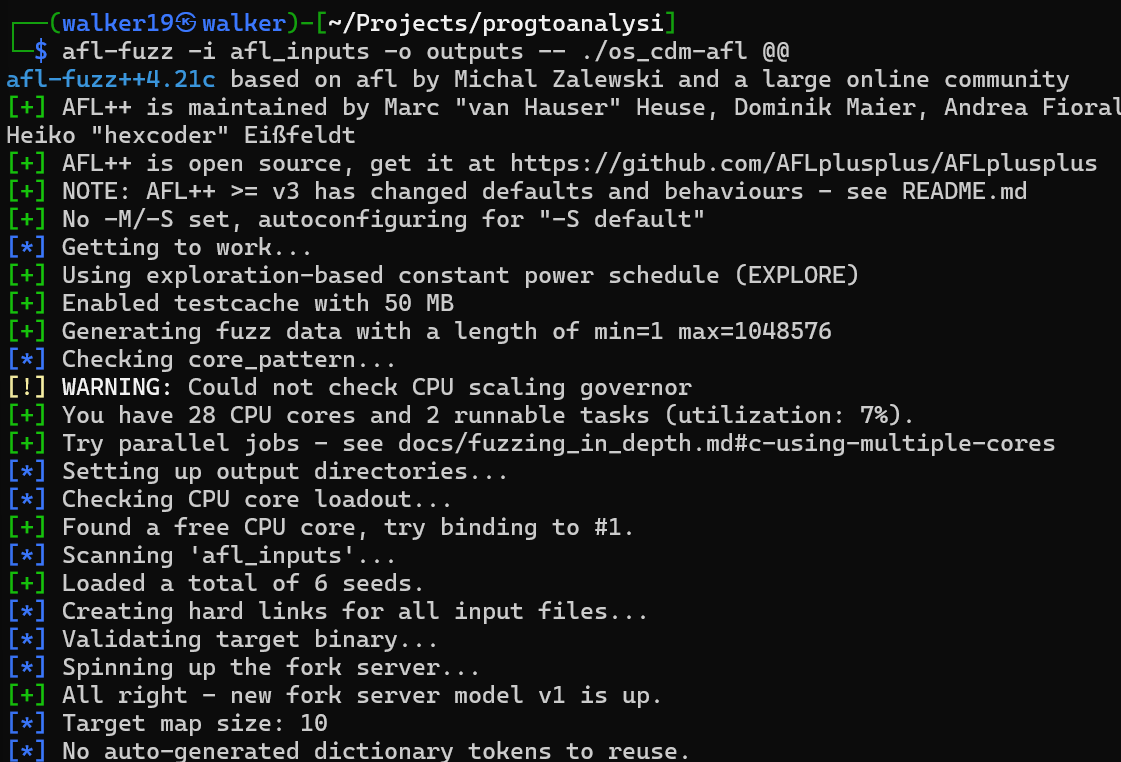 ┌──(walker19㉿walker)-[~/Projects/progtoanalysi]
└─$ afl-fuzz -i afl_inputs -o outputs -- ./os_cdm-afl @@
afl-fuzz++4.21c based on afl by Michal Zalewski and a large online community
[+] AFL++ is maintained by Marc "van Hauser" Heuse, Dominik Maier, Andrea Fioral
Heiko "hexcoder" Eißfeldt
[+] AFL++ is open source, get it at https://github.com/AFLplusplus/AFLplusplus
[+] NOTE: AFL++ >= v3 has changed defaults and behaviours - see README.md
[+] No -M/-S set, autoconfiguring for "-S default"
[*] Getting to work...
[+] Using exploration-based constant power schedule (EXPLORE)
[+] Enabled testcache with 50 MB
[+] Generating fuzz data with a length of min=1 max=1048576
[*] Checking core_pattern...
[!] WARNING: Could not check CPU scaling governor
[+] You have 28 CPU cores and 2 runnable tasks (utilization: 7%).
[+] Try parallel jobs - see docs/fuzzing_in_depth.md#c-using-multiple-cores
[*] Setting up output directories...
[*] Checking CPU core loadout...
[+] Found a free CPU core, try binding to #1.
[*] Scanning 'afl_inputs'...
[+] Loaded a total of 6 seeds.
[*] Creating hard links for all input files...
[*] Validating target binary...
[*] Spinning up the fork server...
[+] All right - new fork server model v1 is up.
[*] Target map size: 10
[*] No auto-generated dictionary tokens to reuse.